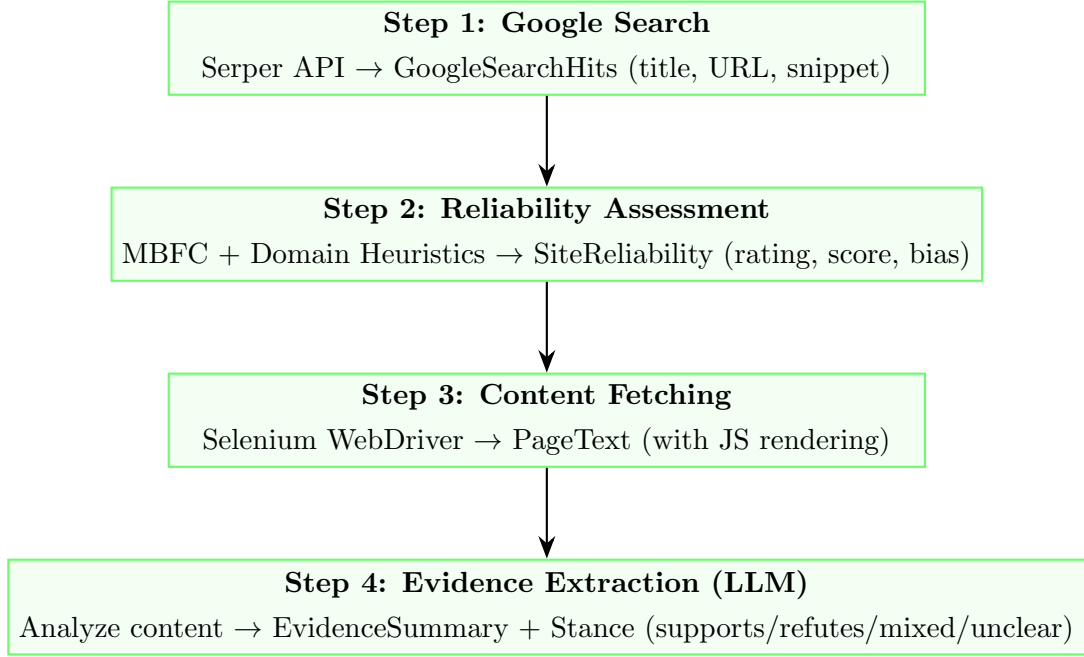 Step 1: Google Search
Serper API → GoogleSearchHits (title, URL, snippet)
Step 2: Reliability Assessment
MBFC + Domain Heuristics → SiteReliability (rating, score, bias)
Step 3: Content Fetching
Selenium WebDriver → PageText (with JS rendering)
Step 4: Evidence Extraction (LLM)
Analyze content → EvidenceSummary + Stance (supports/refutes/mixed/unclear)